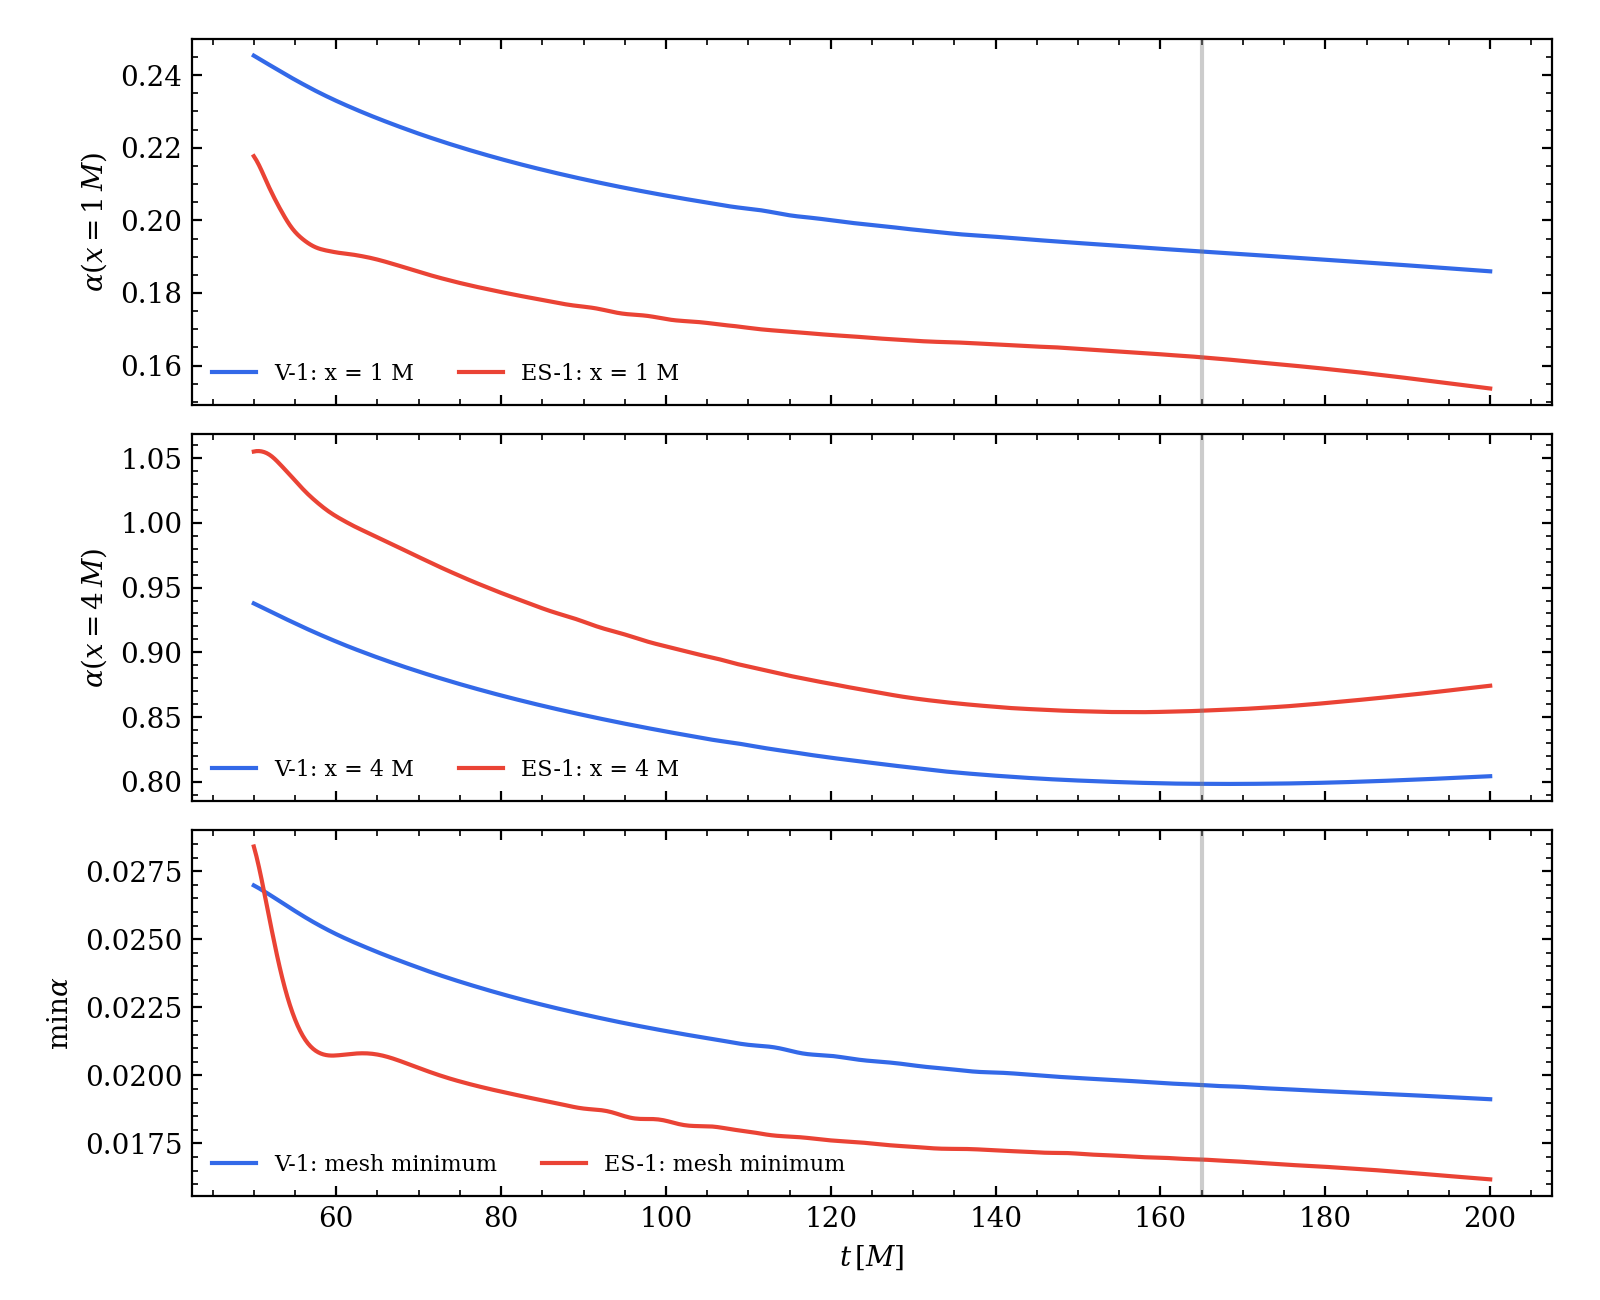 0.24
0.22
0.20
0.18
0.16
α(x = 1 M)
V-1: x = 1 M ES-1: x = 1 M
1.05
1.00
0.95
0.90
0.85
0.80
α(x = 4 M)
V-1: x = 4 M ES-1: x = 4 M
0.0275
0.0250
0.0225
0.0200
0.0175
minα
V-1: mesh minimum ES-1: mesh minimum
60 80 100 120 140 160 180 200
t [M]